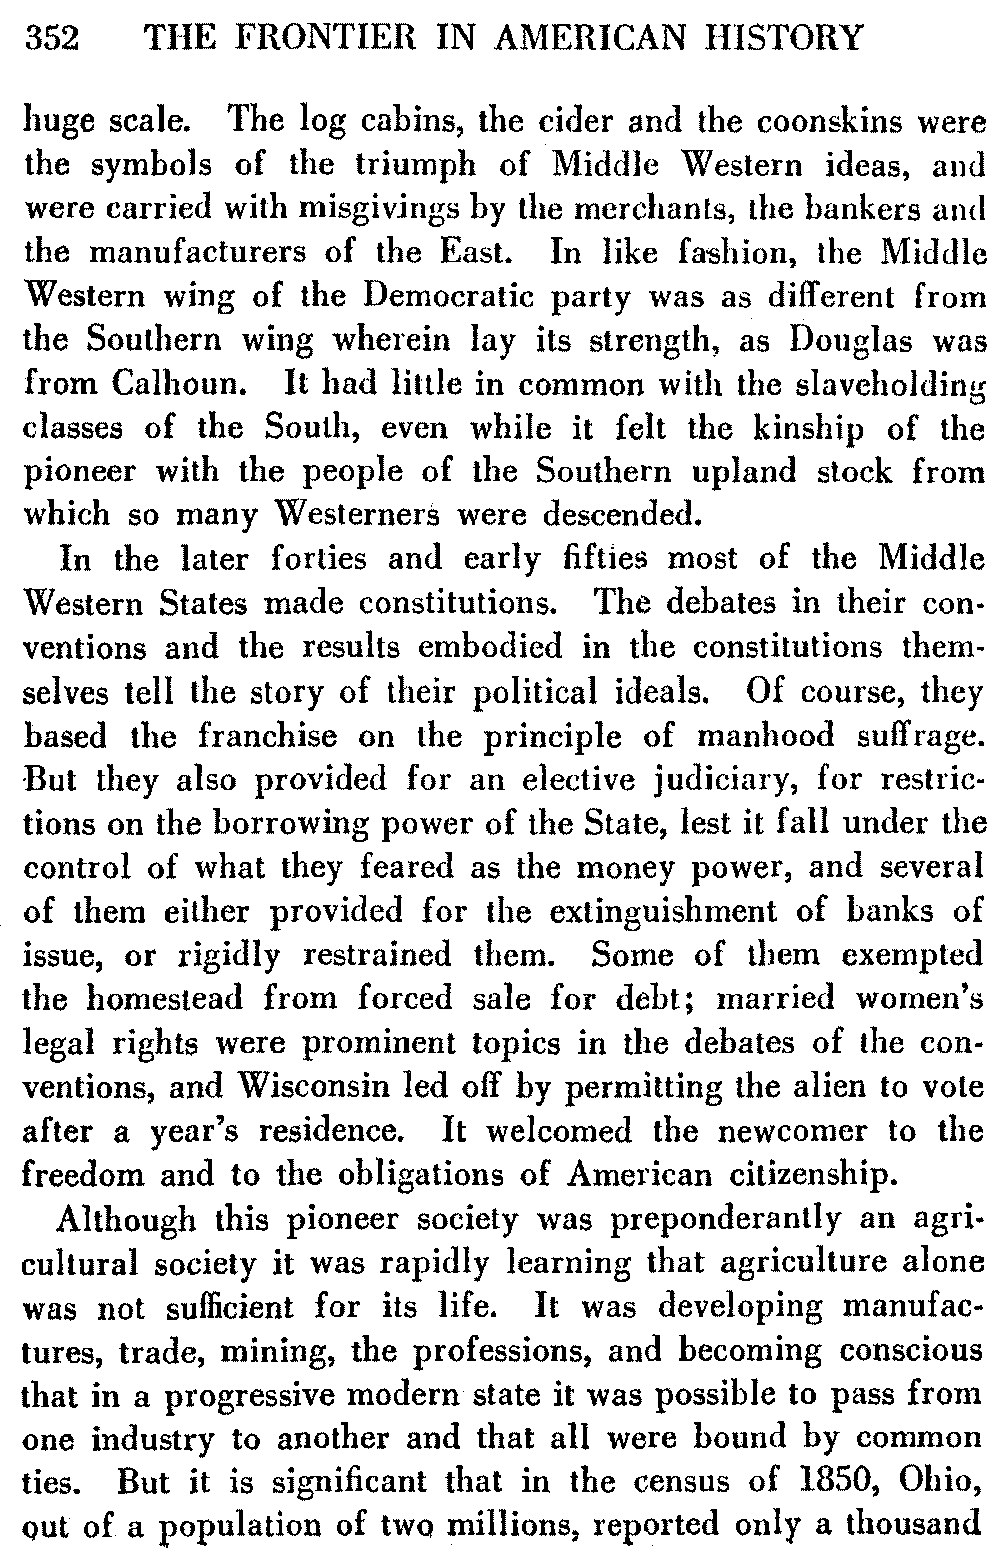 352 THE FRONTIER IN AMERICAN HISTORY
huge scale. The log cabins, the cider and the coonskins were
the symbols of the triumph of Middle Western ideas, and
were carried with misgivings by the merchants, the bankers and
the manufacturers of the East. In like fashion, the Middle
Western wing of the Democratic party was as different from
the Southern wing wherein lay its strength, as Douglas was
from Calhoun. It had little in common with the slaveholding
classes of the South, even while it felt the kinship of the
pioneer with the people of the Southern upland stock from
which so many Westerners were descended.
In the later forties and early fifties most of the Middle
Western States made constitutions. The debates in their con-
ventions and the results embodied in the constitutions them-
selves tell the story of their political ideals. Of course, they
based the franchise on the principle of manhood suffrage.
But they also provided for an elective judiciary, for restric-
tions on the borrowing power of the State, lest it fall under the
control of what they feared as the money power, and several
of them either provided for the extinguishment of banks of
issue, or rigidly restrained them. Some of them exempted
the homestead from forced sale for debt; married women's
legal rights were prominent topics in the debates of the con-
ventions, and Wisconsin led off by permitting the alien to vote
after a year's residence. It welcomed the newcomer to the
freedom and to the obligations of American citizenship.
Although this pioneer society was preponderantly an agri-
cultural society it was rapidly learning that agriculture alone
was not sufficient for its life. It was developing manufac-
tures, trade, mining, the professions, and becoming conscious
that in a progressive modern state it was possible to pass from
one industry to another and that all were bound by common
ties. But it is significant that in the census of 1850, Ohio,
out of a population of two millions, reported only a thousand